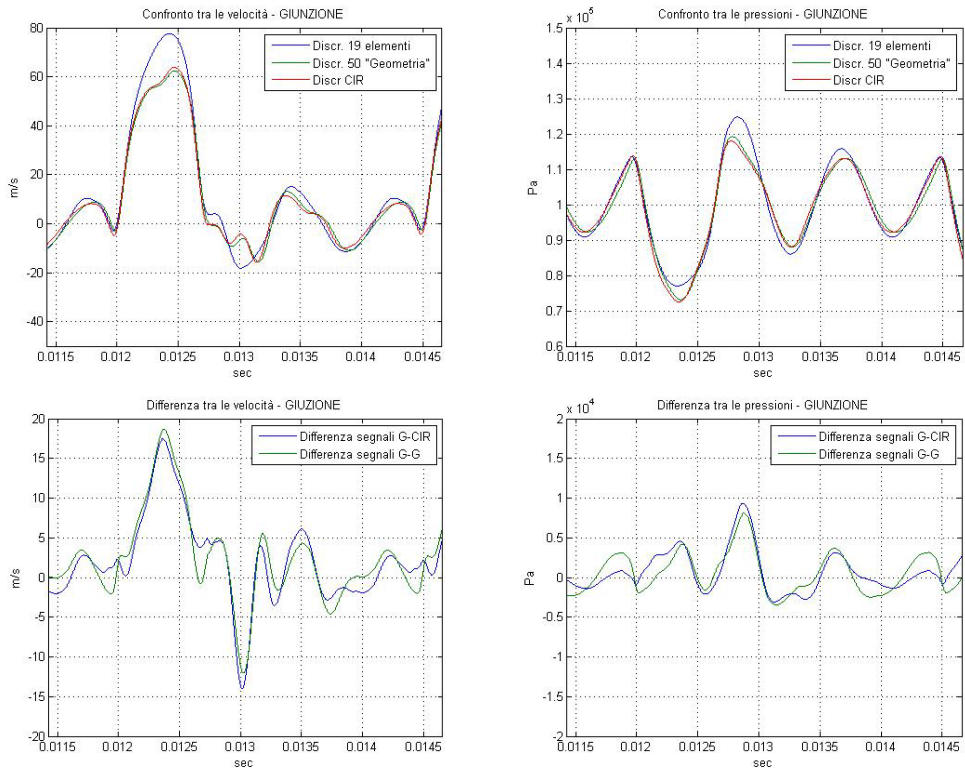 Confronto tra le velocità - GIUNZIONE
80
60
40
20
0
-20
-40
m/s
0.0115 0.012 0.0125 0.013 0.0135 0.014 0.0145
sec
Discr. 19 elementi
Discr. 50 "Geometria"
Discr CIR
Confronto tra le pressioni - GIUNZIONE
x 10^5
1.5
1.4
1.3
1.2
1.1
1
0.9
0.8
0.7
0.6
Pa
0.0115 0.012 0.0125 0.013 0.0135 0.014 0.0145
sec
Discr. 19 elementi
Discr. 50 "Geometria"
Discr CIR
Differenza tra le velocità - GIUZIONE
20
15
10
5
0
-5
-10
-15
-20
m/s
0.0115 0.012 0.0125 0.013 0.0135 0.014 0.0145
sec
Differenza segnali G-CIR
Differenza segnali G-G
Differenza tra le pressioni - GIUNZIONE
x 10^4
2
1.5
1
0.5
0
-0.5
-1
-1.5
-2
Pa
0.0115 0.012 0.0125 0.013 0.0135 0.014 0.0145
sec
Differenza segnali G-CIR
Differenza segnali G-G